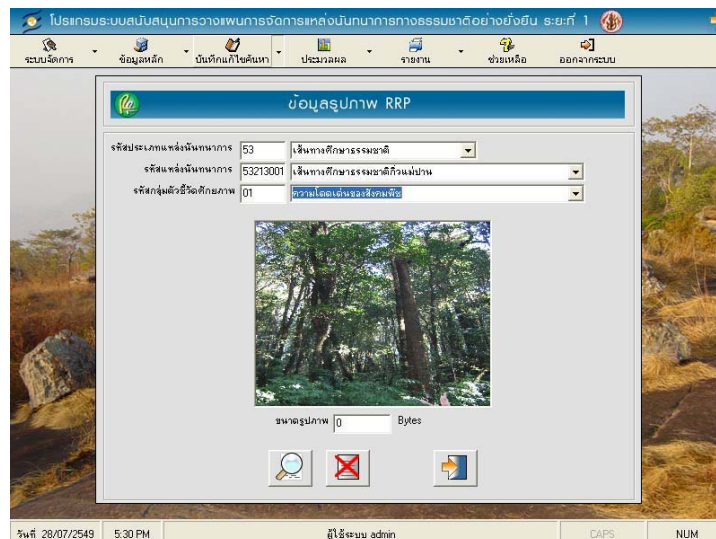 โปรแกรมระบบสนับสนุนการวางแผนการจัดการแหล่งนันทนาการทางธรรมชาติอย่างยั่งยืน ระยะที่ 1
ระบบจัดการ ข้อมูลหลัก บันทึกแก้ไขค้นหา ประมวลผล รายงาน ช่วยเหลือ ออกจากระบบ
ข้อมูลรูปภาพ RRP
รหัสประเภทแหล่งนันทนาการ 53 เส้นทางศึกษาธรรมชาติ
รหัสแหล่งนันทนาการ 53213001 เส้นทางศึกษาธรรมชาติกิ่วแม่ปาน
รหัสกลุ่มตัวชี้วัดศักยภาพ 01 ความโดดเด่นของสังคมพืช
ขนาดรูปภาพ 0 Bytes
วันที่ 28/07/2549 5:30 PM ผู้ใช้ระบบ admin CAPS NUM